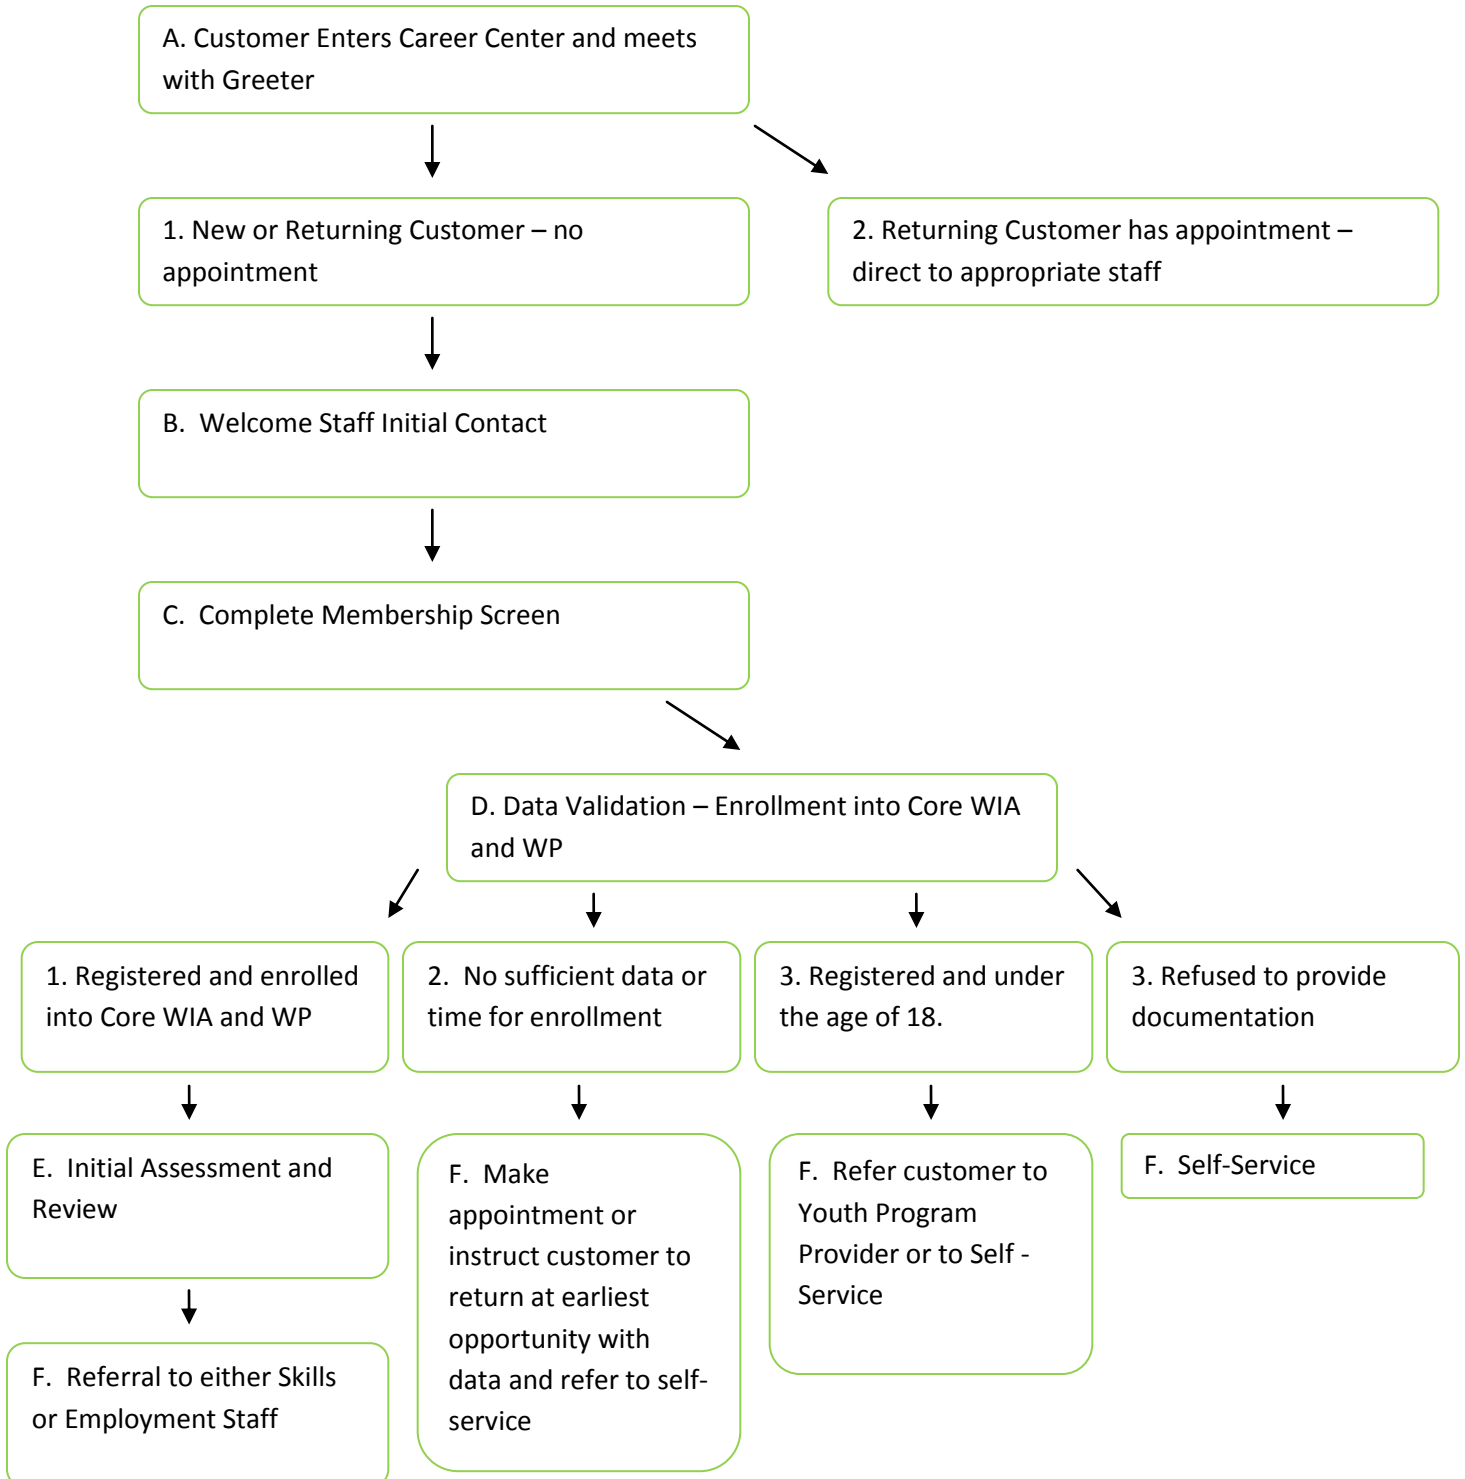 A. Customer Enters Career Center and meets
with Greeter
1. New or Returning Customer – no
appointment
2. Returning Customer has appointment –
direct to appropriate staff
B.  Welcome Staff Initial Contact
C.  Complete Membership Screen
D. Data Validation – Enrollment into Core WIA
and WP
1. Registered and enrolled
into Core WIA and WP
2.  No sufficient data or
time for enrollment
3. Registered and under
the age of 18.
3. Refused to provide
documentation
E.  Initial Assessment and
Review
F.  Make
appointment or
instruct customer to
return at earliest
opportunity with
data and refer to self-
service
F.  Refer customer to
Youth Program
Provider or to Self -
Service
F.  Self-Service
F.  Referral to either Skills
or Employment Staff